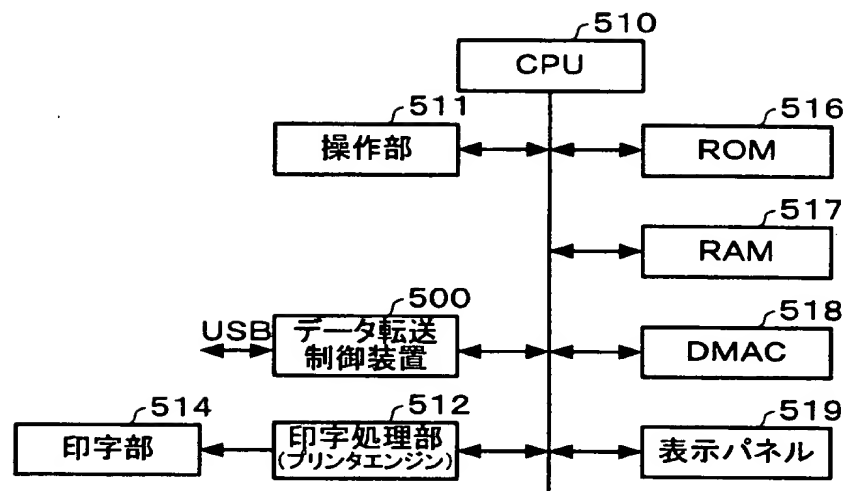 510
CPU
511
操作部
516
ROM
517
RAM
500
USB
データ転送
制御装置
518
DMAC
514
印字部
512
印字処理部
(プリンタエンジン)
519
表示パネル